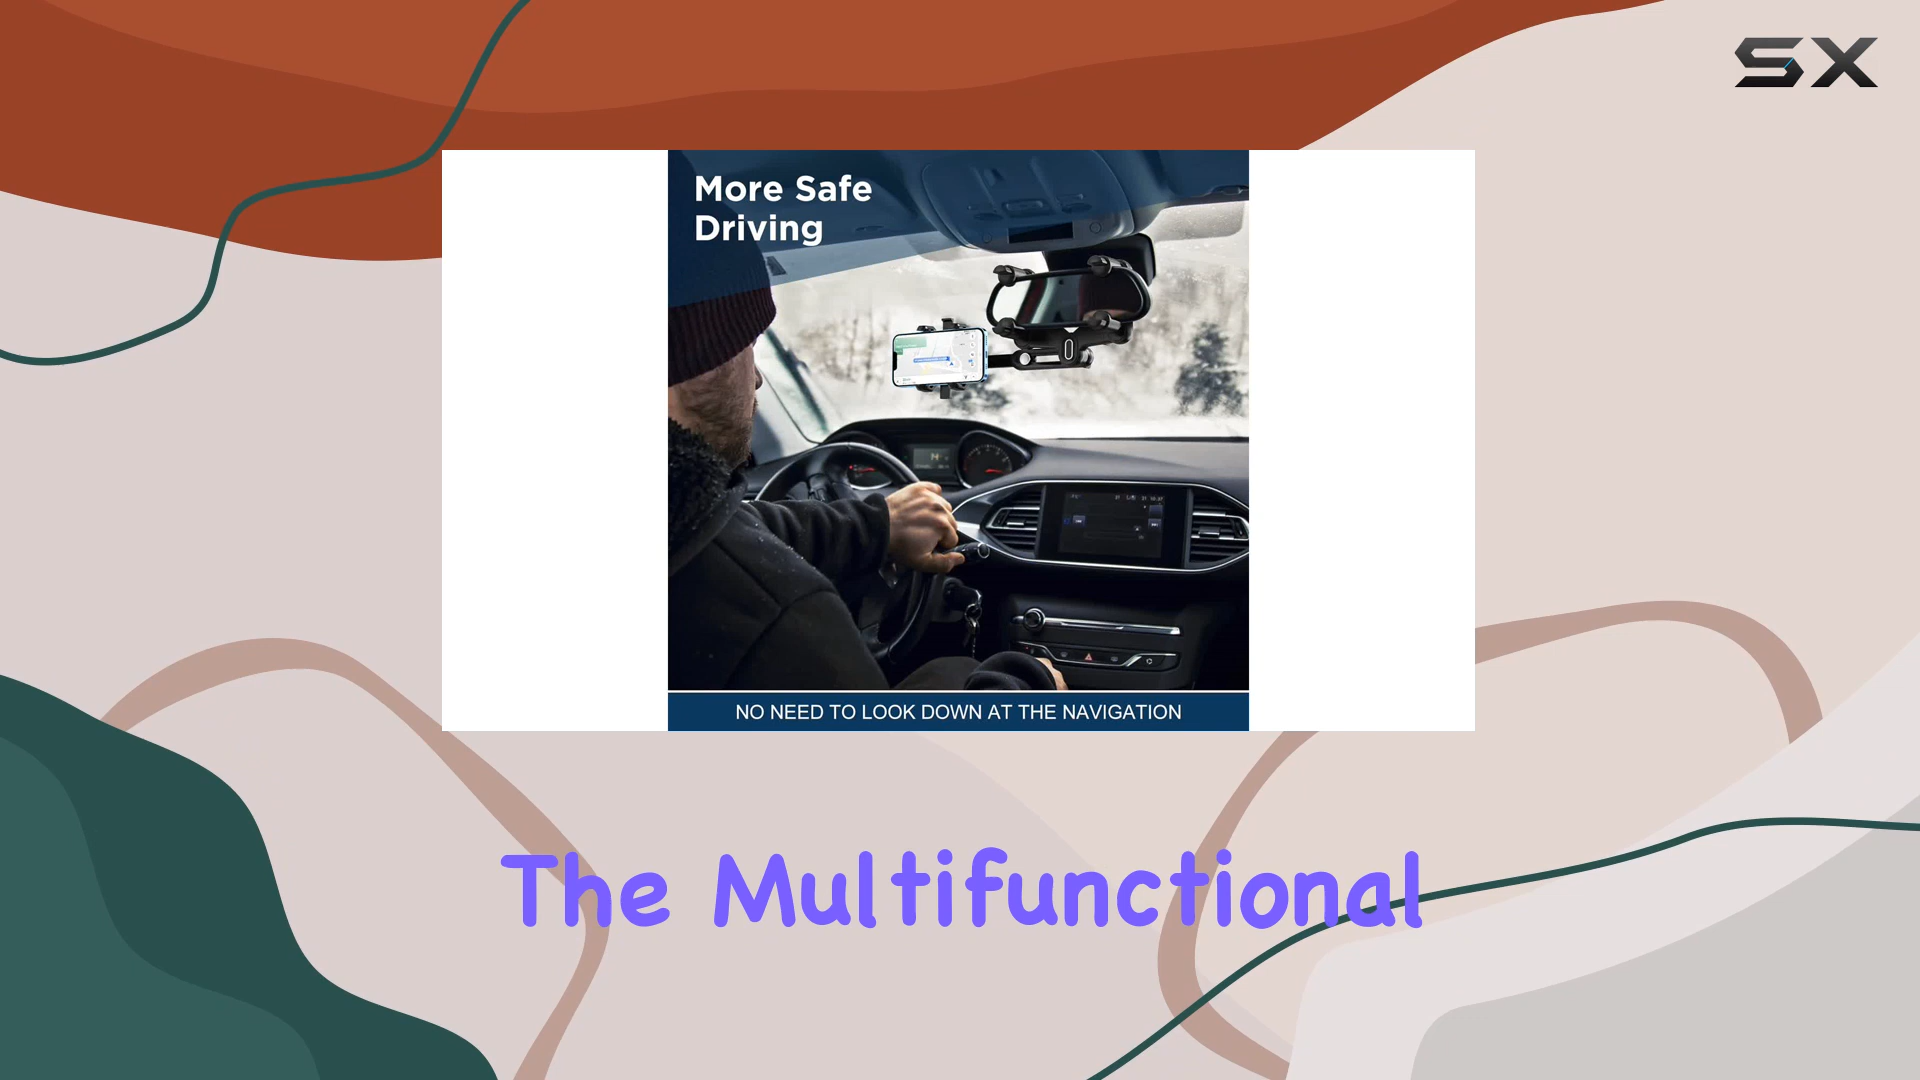 SX
More Safe
Driving
NO NEED TO LOOK DOWN AT THE NAVIGATION
The Multifunctional